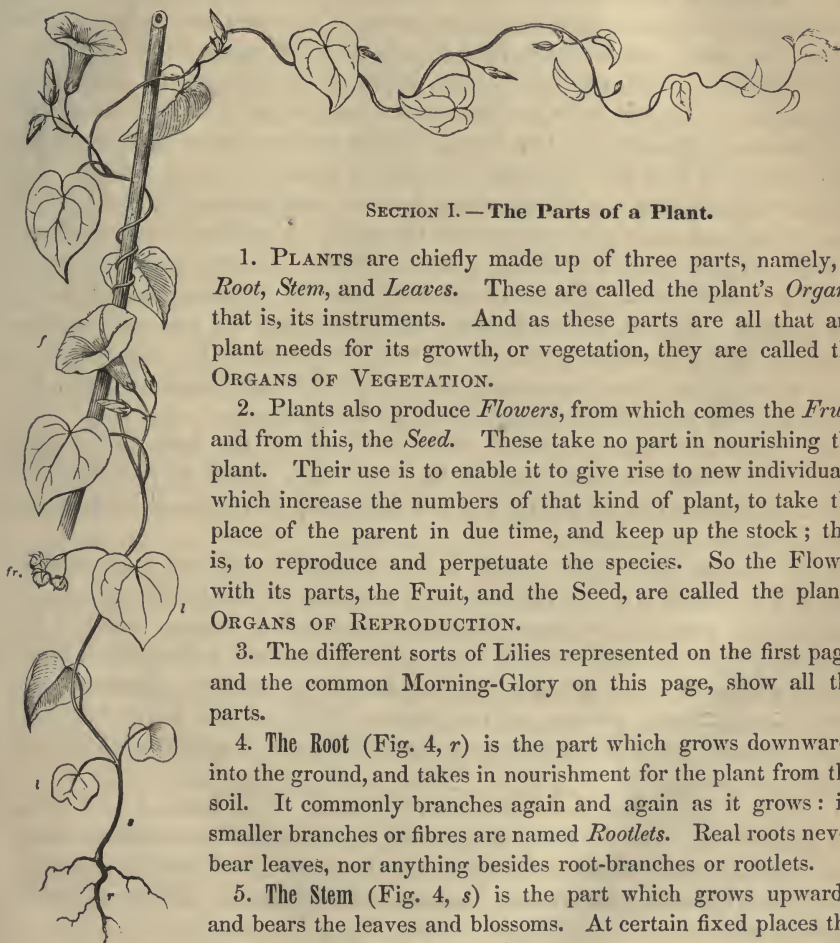 SECTION I. — The Parts of a Plant.
1. PLANTS are chiefly made up of three parts, namely,
Root, Stem, and Leaves. These are called the plant's Organ
that is, its instruments. And as these parts are all that a
plant needs for its growth, or vegetation, they are called t
ORGANS OF VEGETATION.
2. Plants also produce Flowers, from which comes the Fru
and from this, the Seed. These take no part in nourishing t
plant. Their use is to enable it to give rise to new individua
which increase the numbers of that kind of plant, to take t
place of the parent in due time, and keep up the stock; th
is, to reproduce and perpetuate the species. So the Flow
with its parts, the Fruit, and the Seed, are called the plan
ORGANS OF REPRODUCTION.
3. The different sorts of Lilies represented on the first pag
and the common Morning-Glory on this page, show all t
parts.
4. The Root (Fig. 4, r) is the part which grows downwar
into the ground, and takes in nourishment for the plant from t
soil. It commonly branches again and again as it grows: i
smaller branches or fibres are named Rootlets. Real roots nev
bear leaves, nor anything besides root-branches or rootlets.
5. The Stem (Fig. 4, s) is the part which grows upward
and bears the leaves and blossoms. At certain fixed places th
f
fr.
l
l
r